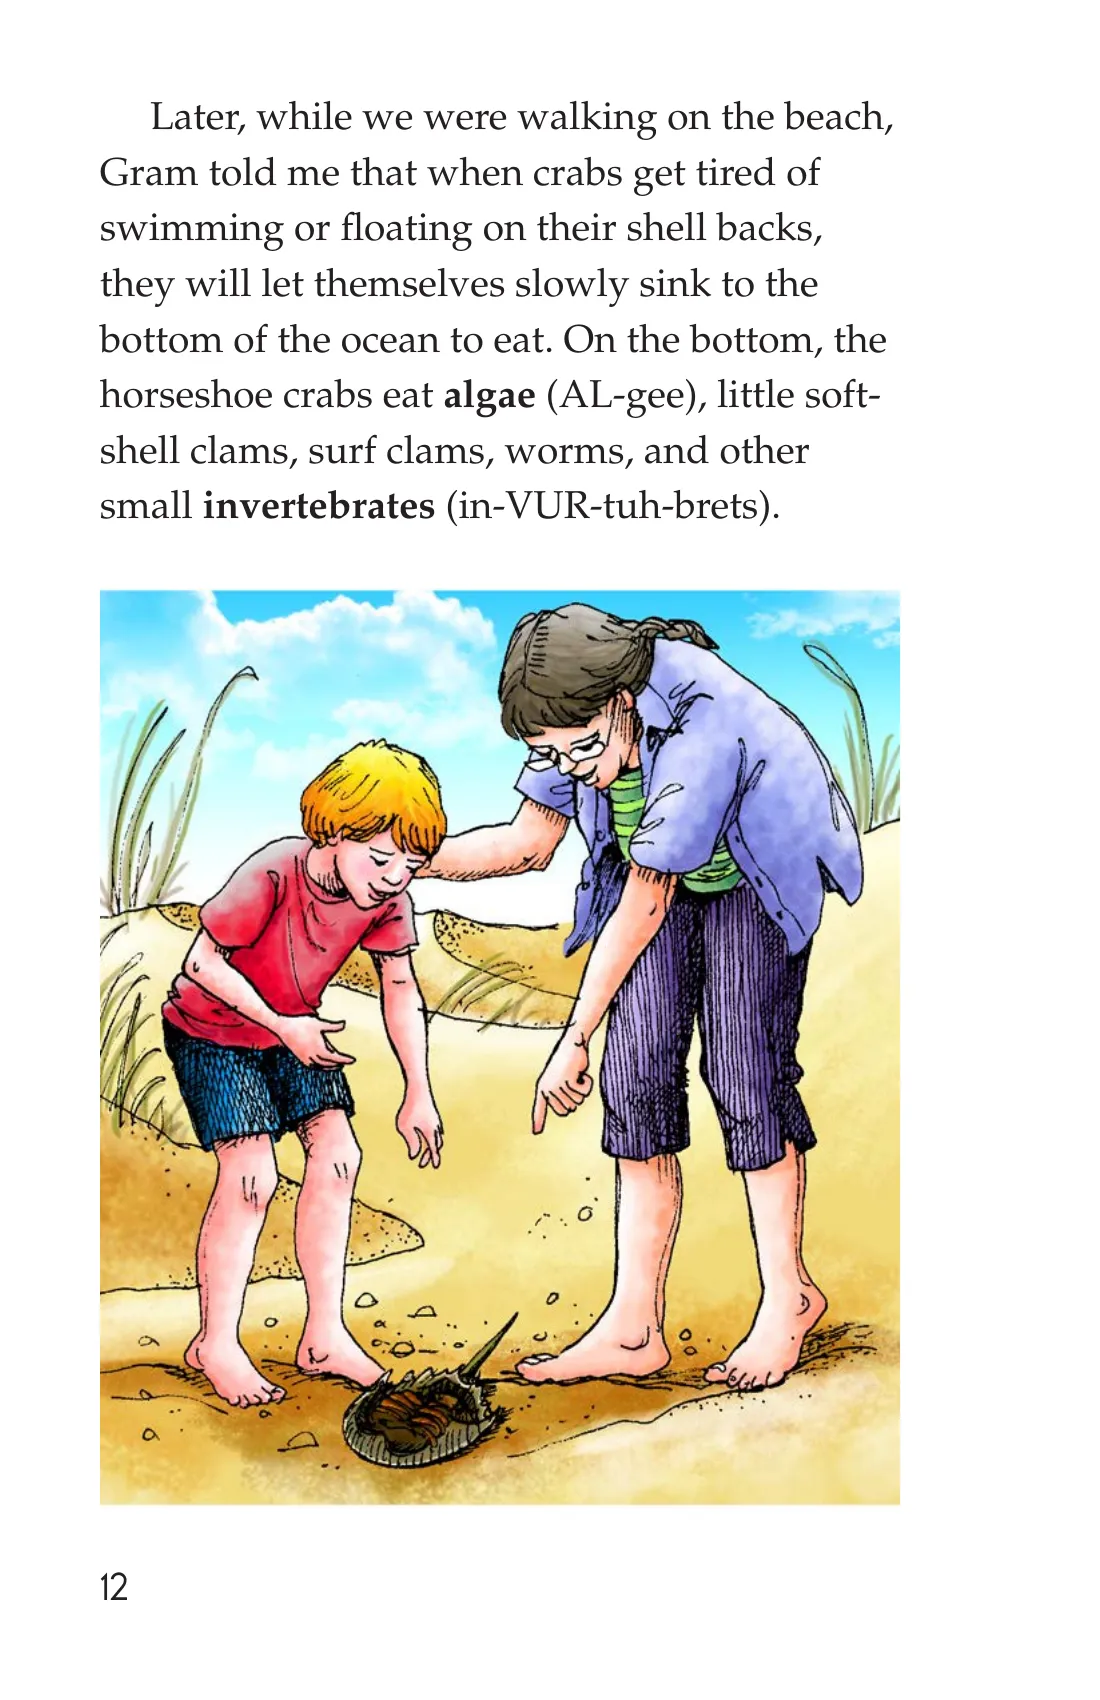 Later, while we were walking on the beach,
Gram told me that when crabs get tired of
swimming or floating on their shell backs,
they will let themselves slowly sink to the
bottom of the ocean to eat. On the bottom, the
horseshoe crabs eat algae (AL-gee), little soft-
shell clams, surf clams, worms, and other
small invertebrates (in-VUR-tuh-brets).
12